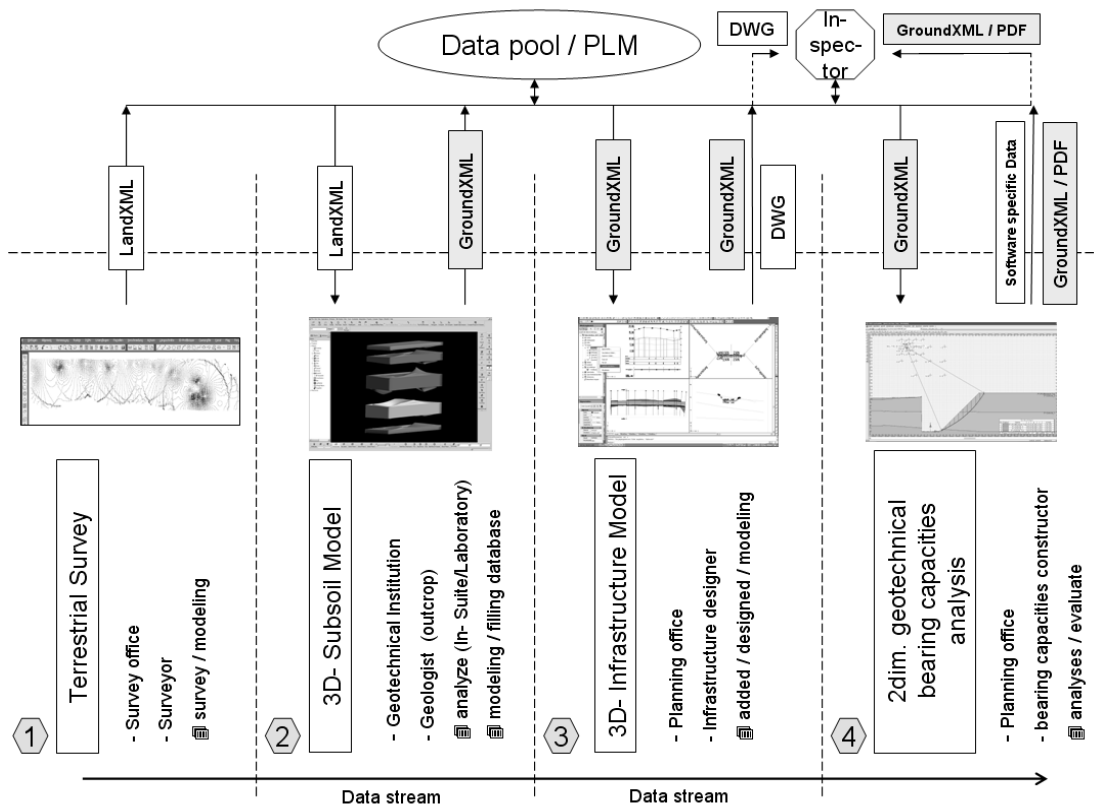 Data pool / PLM
DWG
In-
spec-
tor
GroundXML / PDF
LandXML
LandXML
GroundXML
GroundXML
GroundXML
DWG
GroundXML
Software specific Data
GroundXML / PDF
1
Terrestrial Survey
- Survey office
- Surveyor
survey / modeling
2
3D- Subsoil Model
- Geotechnical Institution
- Geologist (outcrop)
analyze (In- Suite/Laboratory)
modeling / filling database
3
3D- Infrastructure Model
- Planning office
- Infrastructure designer
added / designed / modeling
4
2dim. geotechnical
bearing capacities
analysis
- Planning office
- bearing capacities constructor
analyses / evaluate
Data stream
Data stream